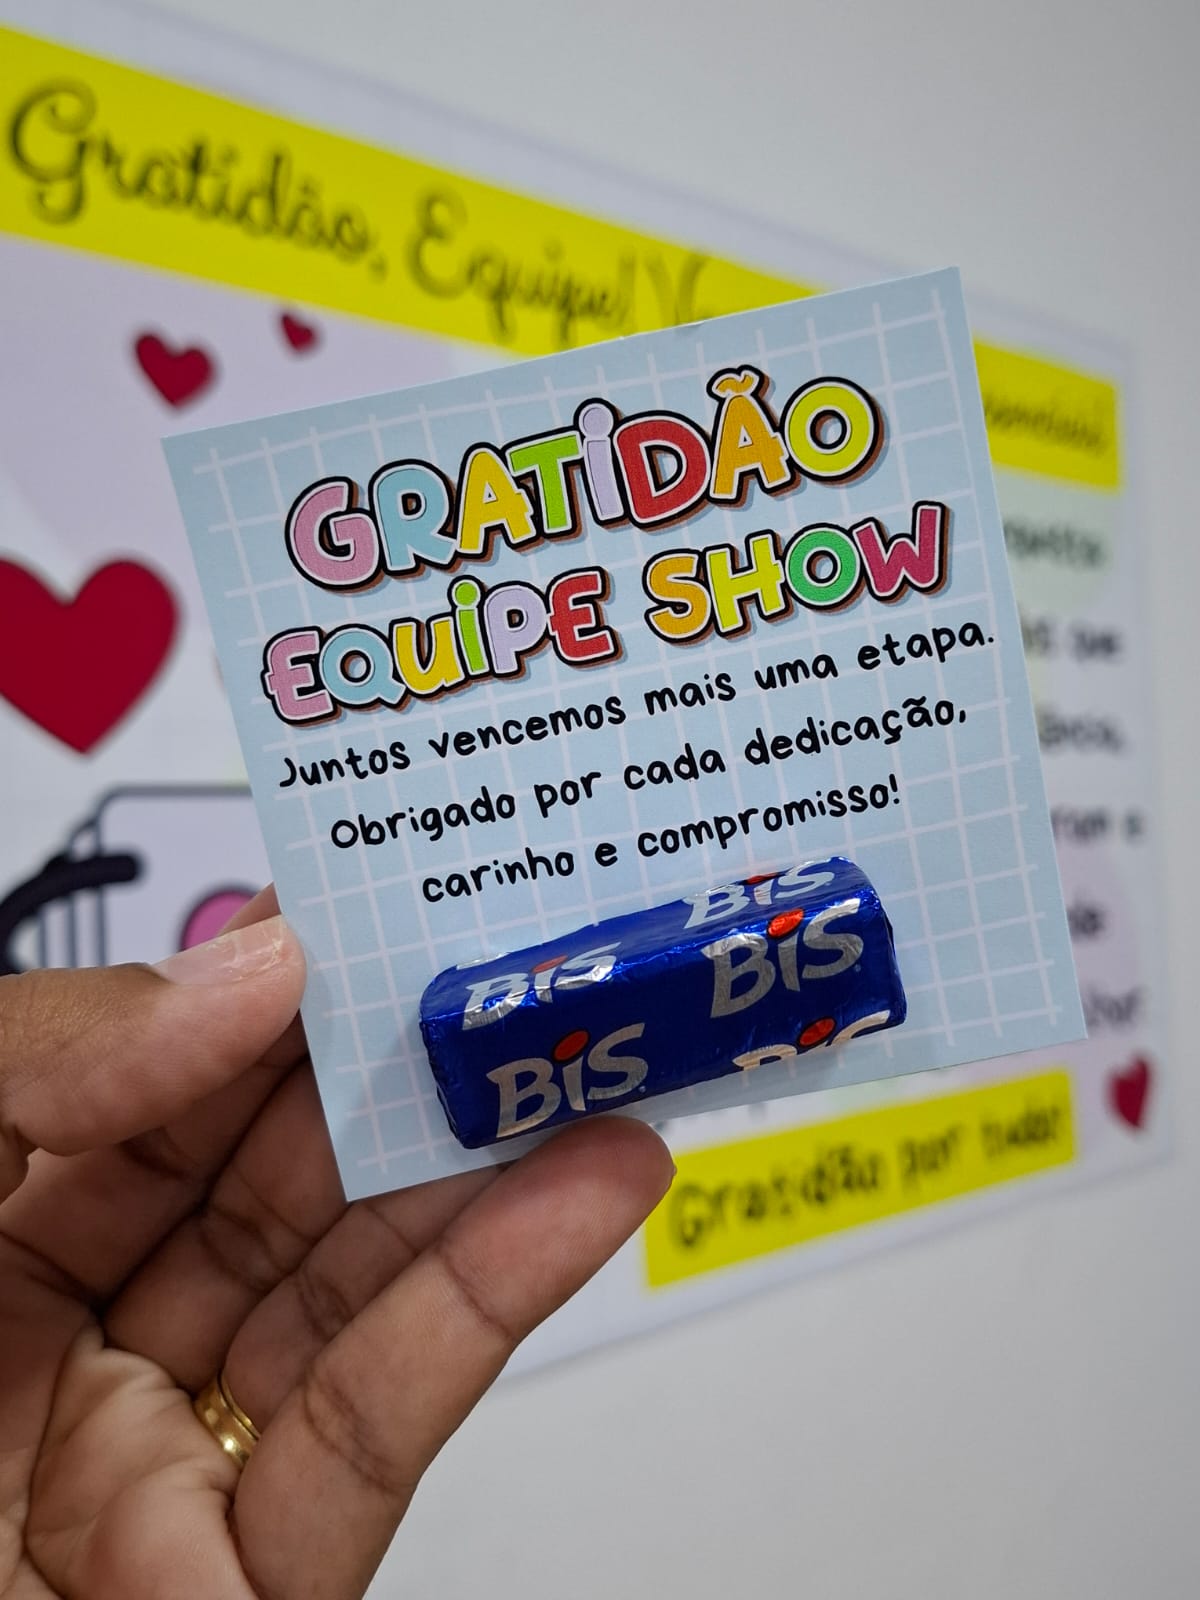 Gratidão, Equipe!
GRATIDÃO
EQUIPE SHOW
Juntos vencemos mais uma etapa.
Obrigado por cada dedicação,
carinho e compromisso!
BiS
BiS
BiS
BiS
BiS
Gratidão por tudo!